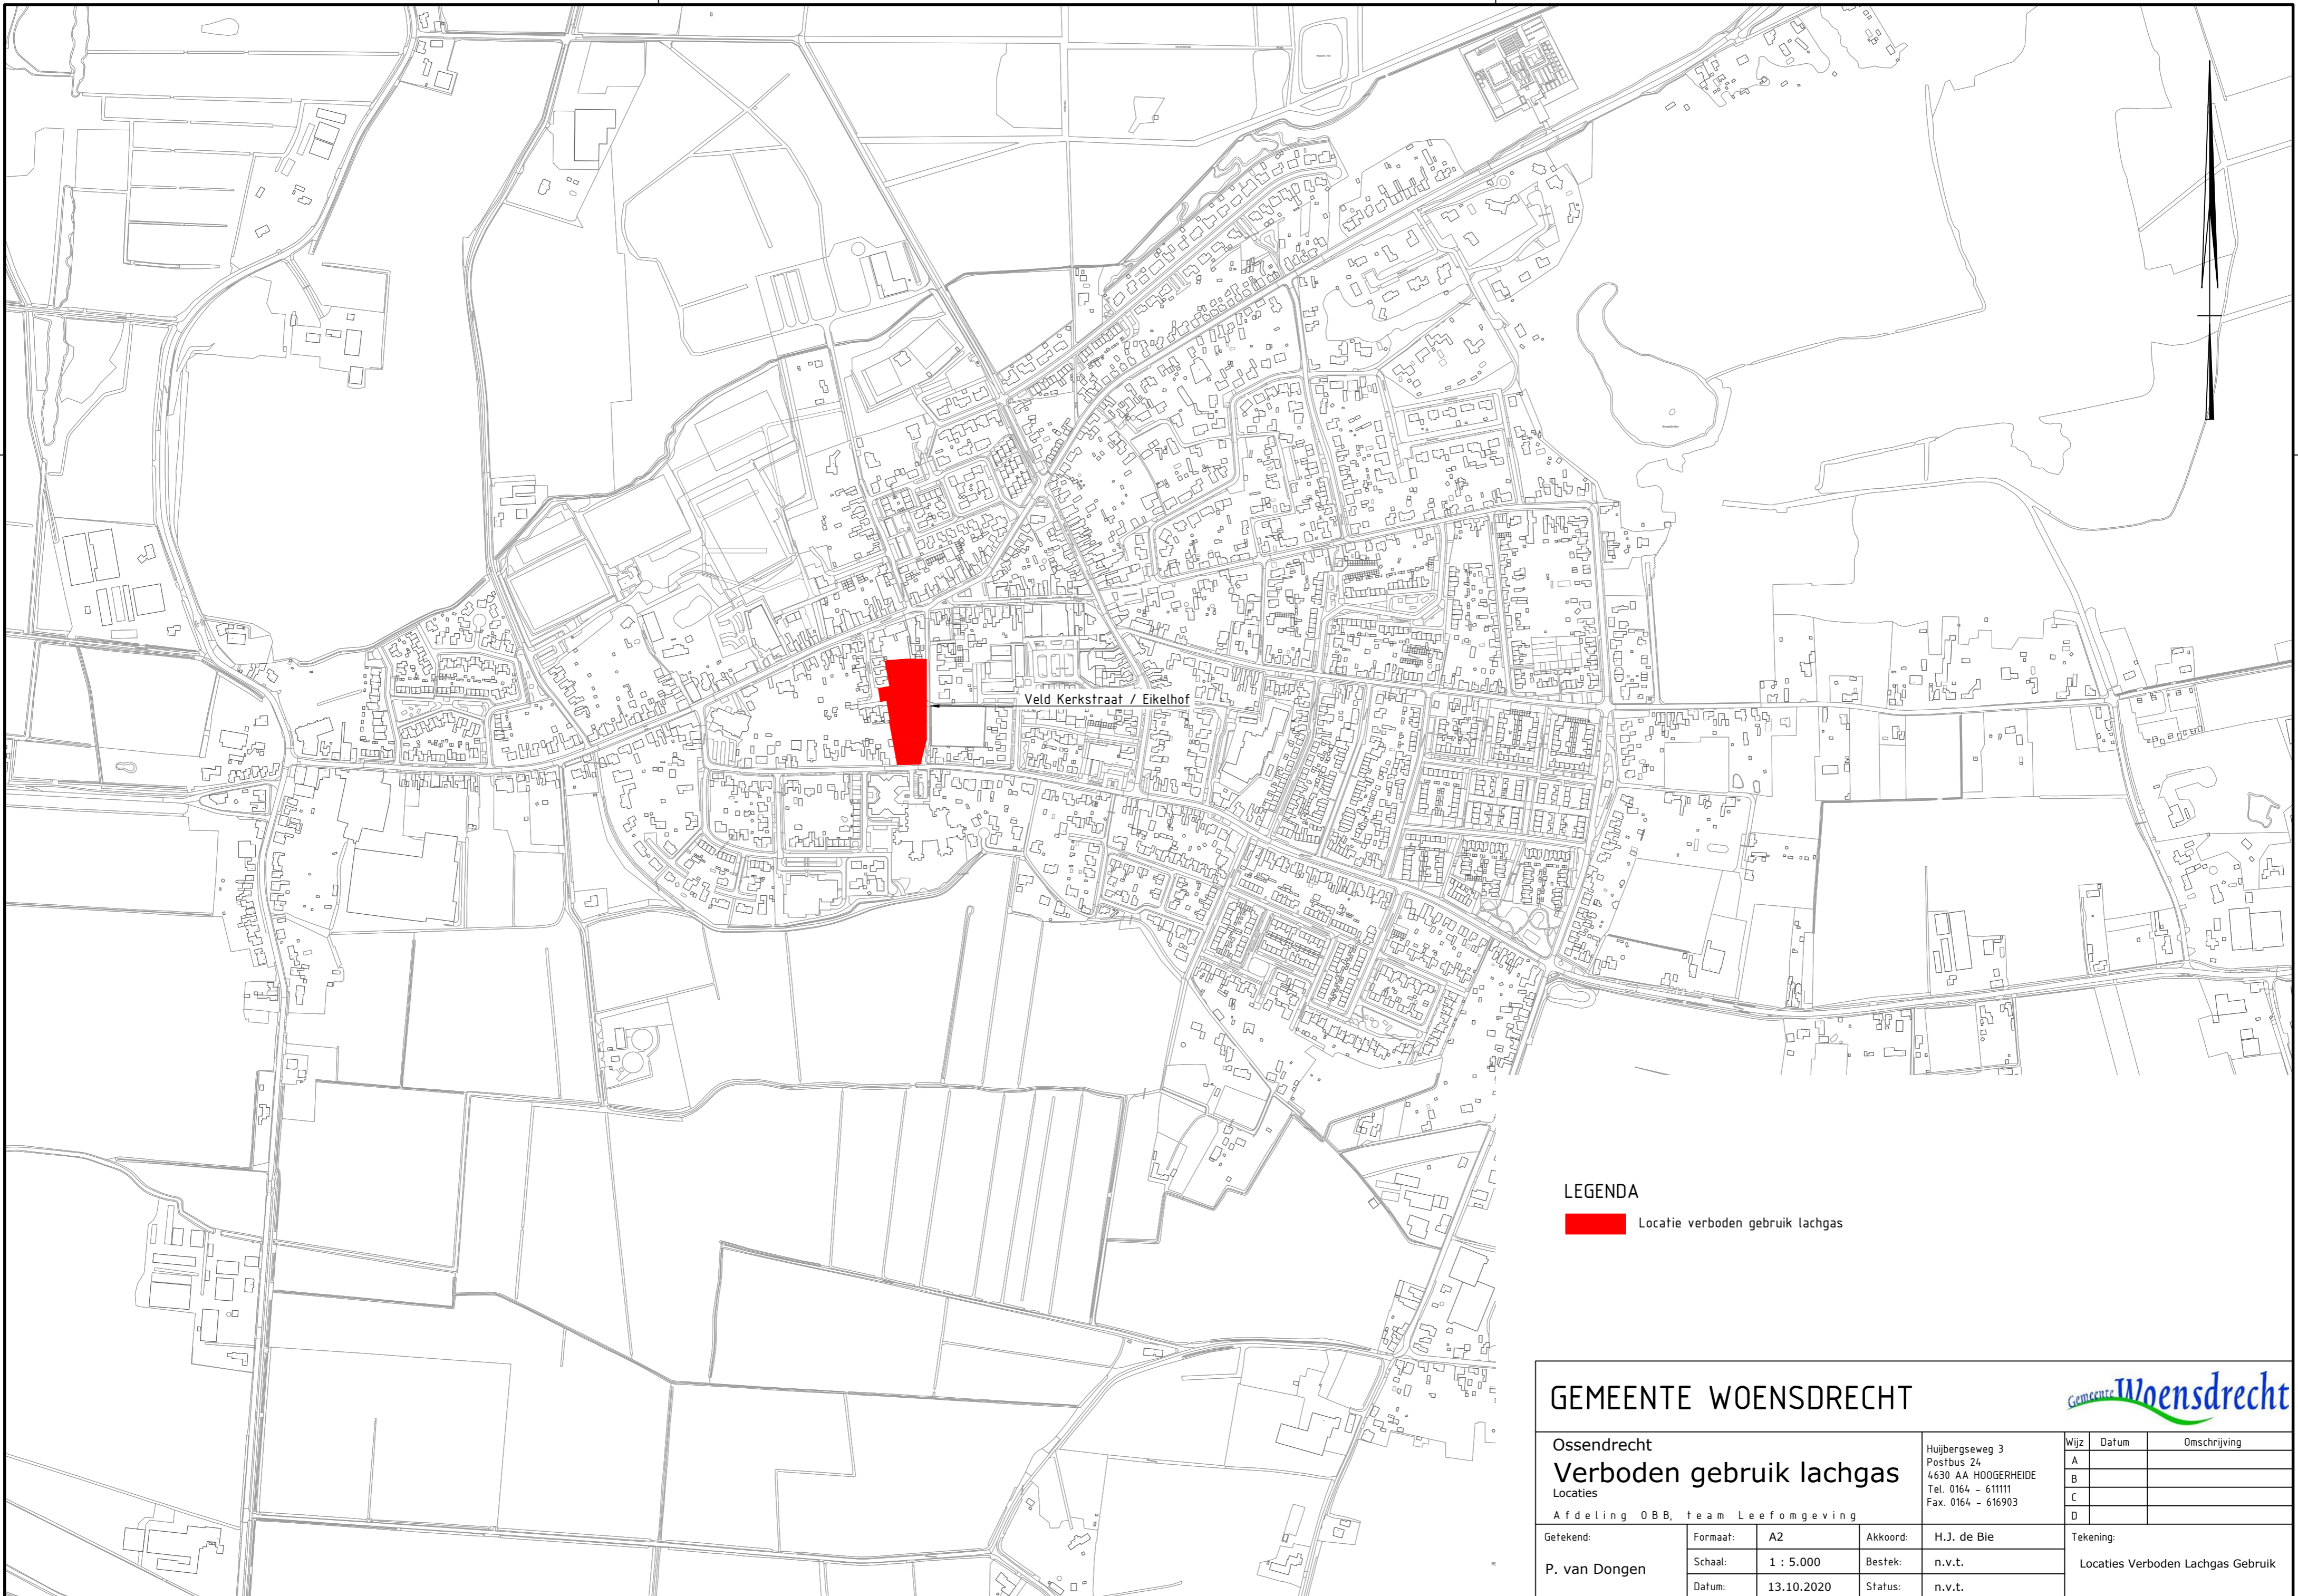 Veld Kerkstraat / Eikelhof
LEGENDA
Locatie verboden gebruik lachgas
GEMEENTE WOENSDRECHT
Gemeente Woensdrecht
Ossendrecht
Verboden gebruik lachgas
Locaties
Afdeling OBB, team Leefomgeving
Huijbergseweg 3
Postbus 24
4630 AA HOOGERHEIDE
Tel. 0164 - 611111
Fax. 0164 - 616903
Wijz Datum Omschrijving
A
B
C
D
Getekend:
P. van Dongen
Formaat: A2 Akkoord: H.J. de Bie
Schaal: 1 : 5.000 Bestek: n.v.t.
Datum: 13.10.2020 Status: n.v.t.
Tekening:
Locaties Verboden Lachgas Gebruik